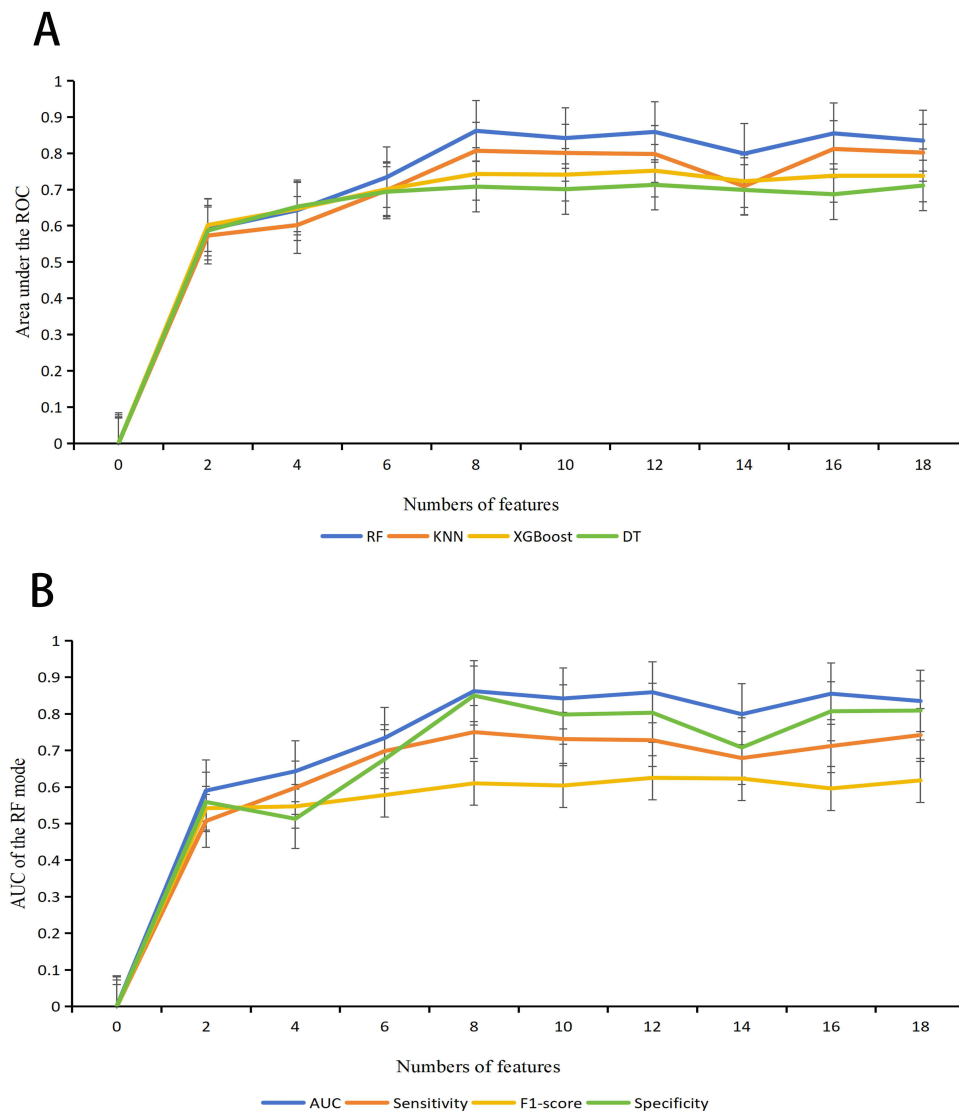 A
1
0.9
0.8
0.7
0.6
0.5
0.4
0.3
0.2
0.1
0
Area under the ROC
0 2 4 6 8 10 12 14 16 18
Numbers of features
RF KNN XGBoost DT
B
1
0.9
0.8
0.7
0.6
0.5
0.4
0.3
0.2
0.1
0
AUC of the RF mode
0 2 4 6 8 10 12 14 16 18
Numbers of features
AUC Sensitivity F1-score Specificity